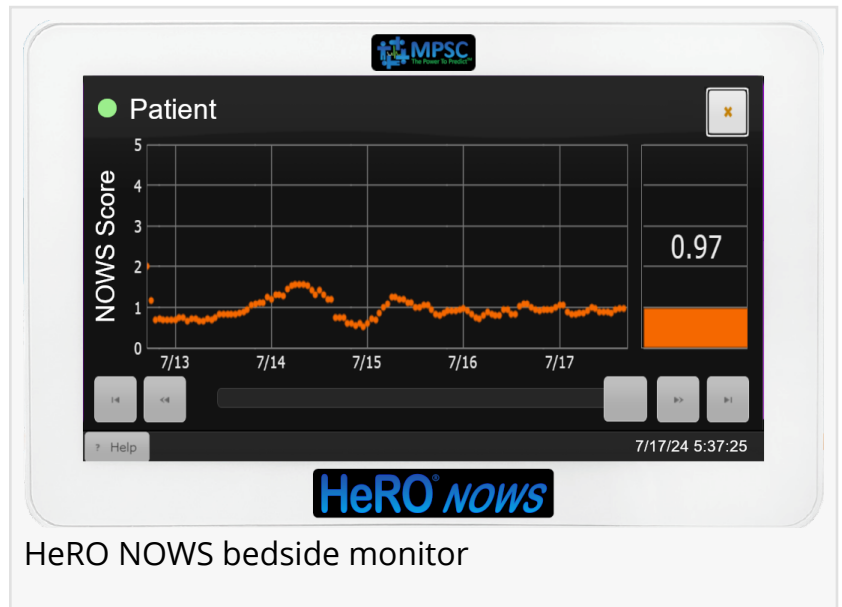 MPSC
The Power To Predict™
Patient
x
NOWS Score
5
4
3
2
1
0
7/13 7/14 7/15 7/16 7/17
0.97
? Help
7/17/24 5:37:25
HeRO® NOWS
HeRO NOWS bedside monitor